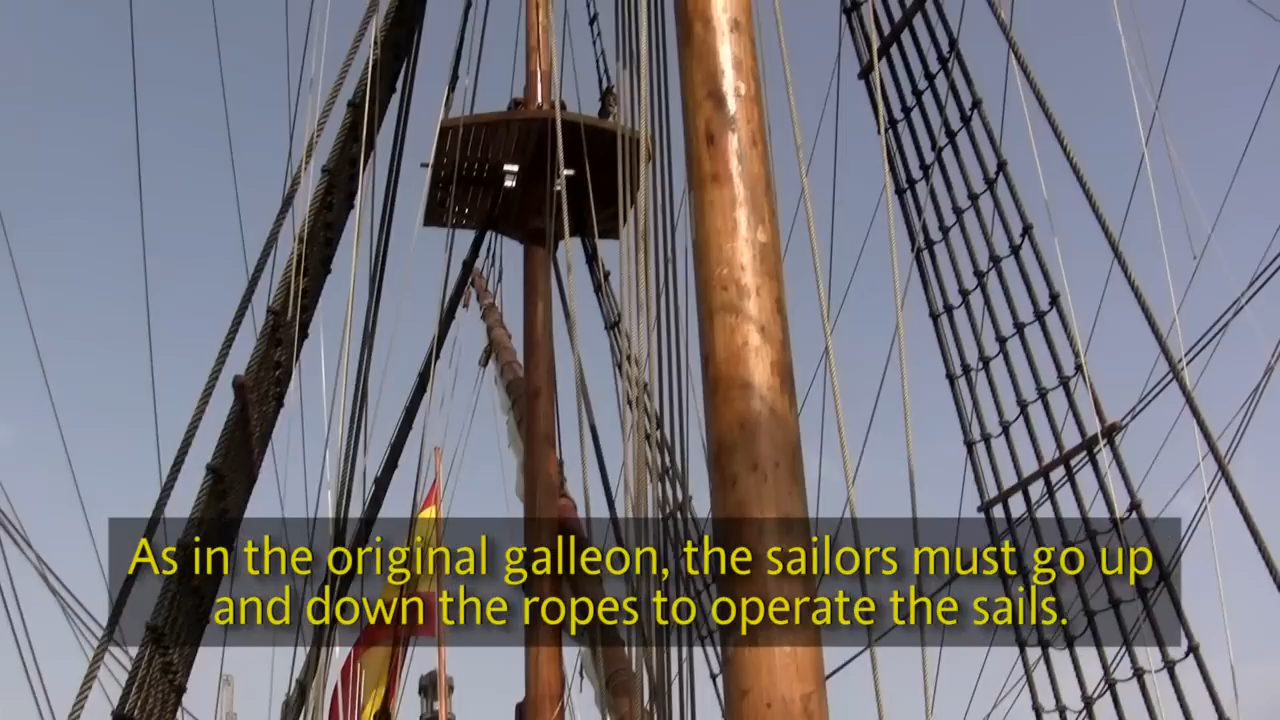 As in the original galleon, the sailors must go up
and down the ropes to operate the sails.